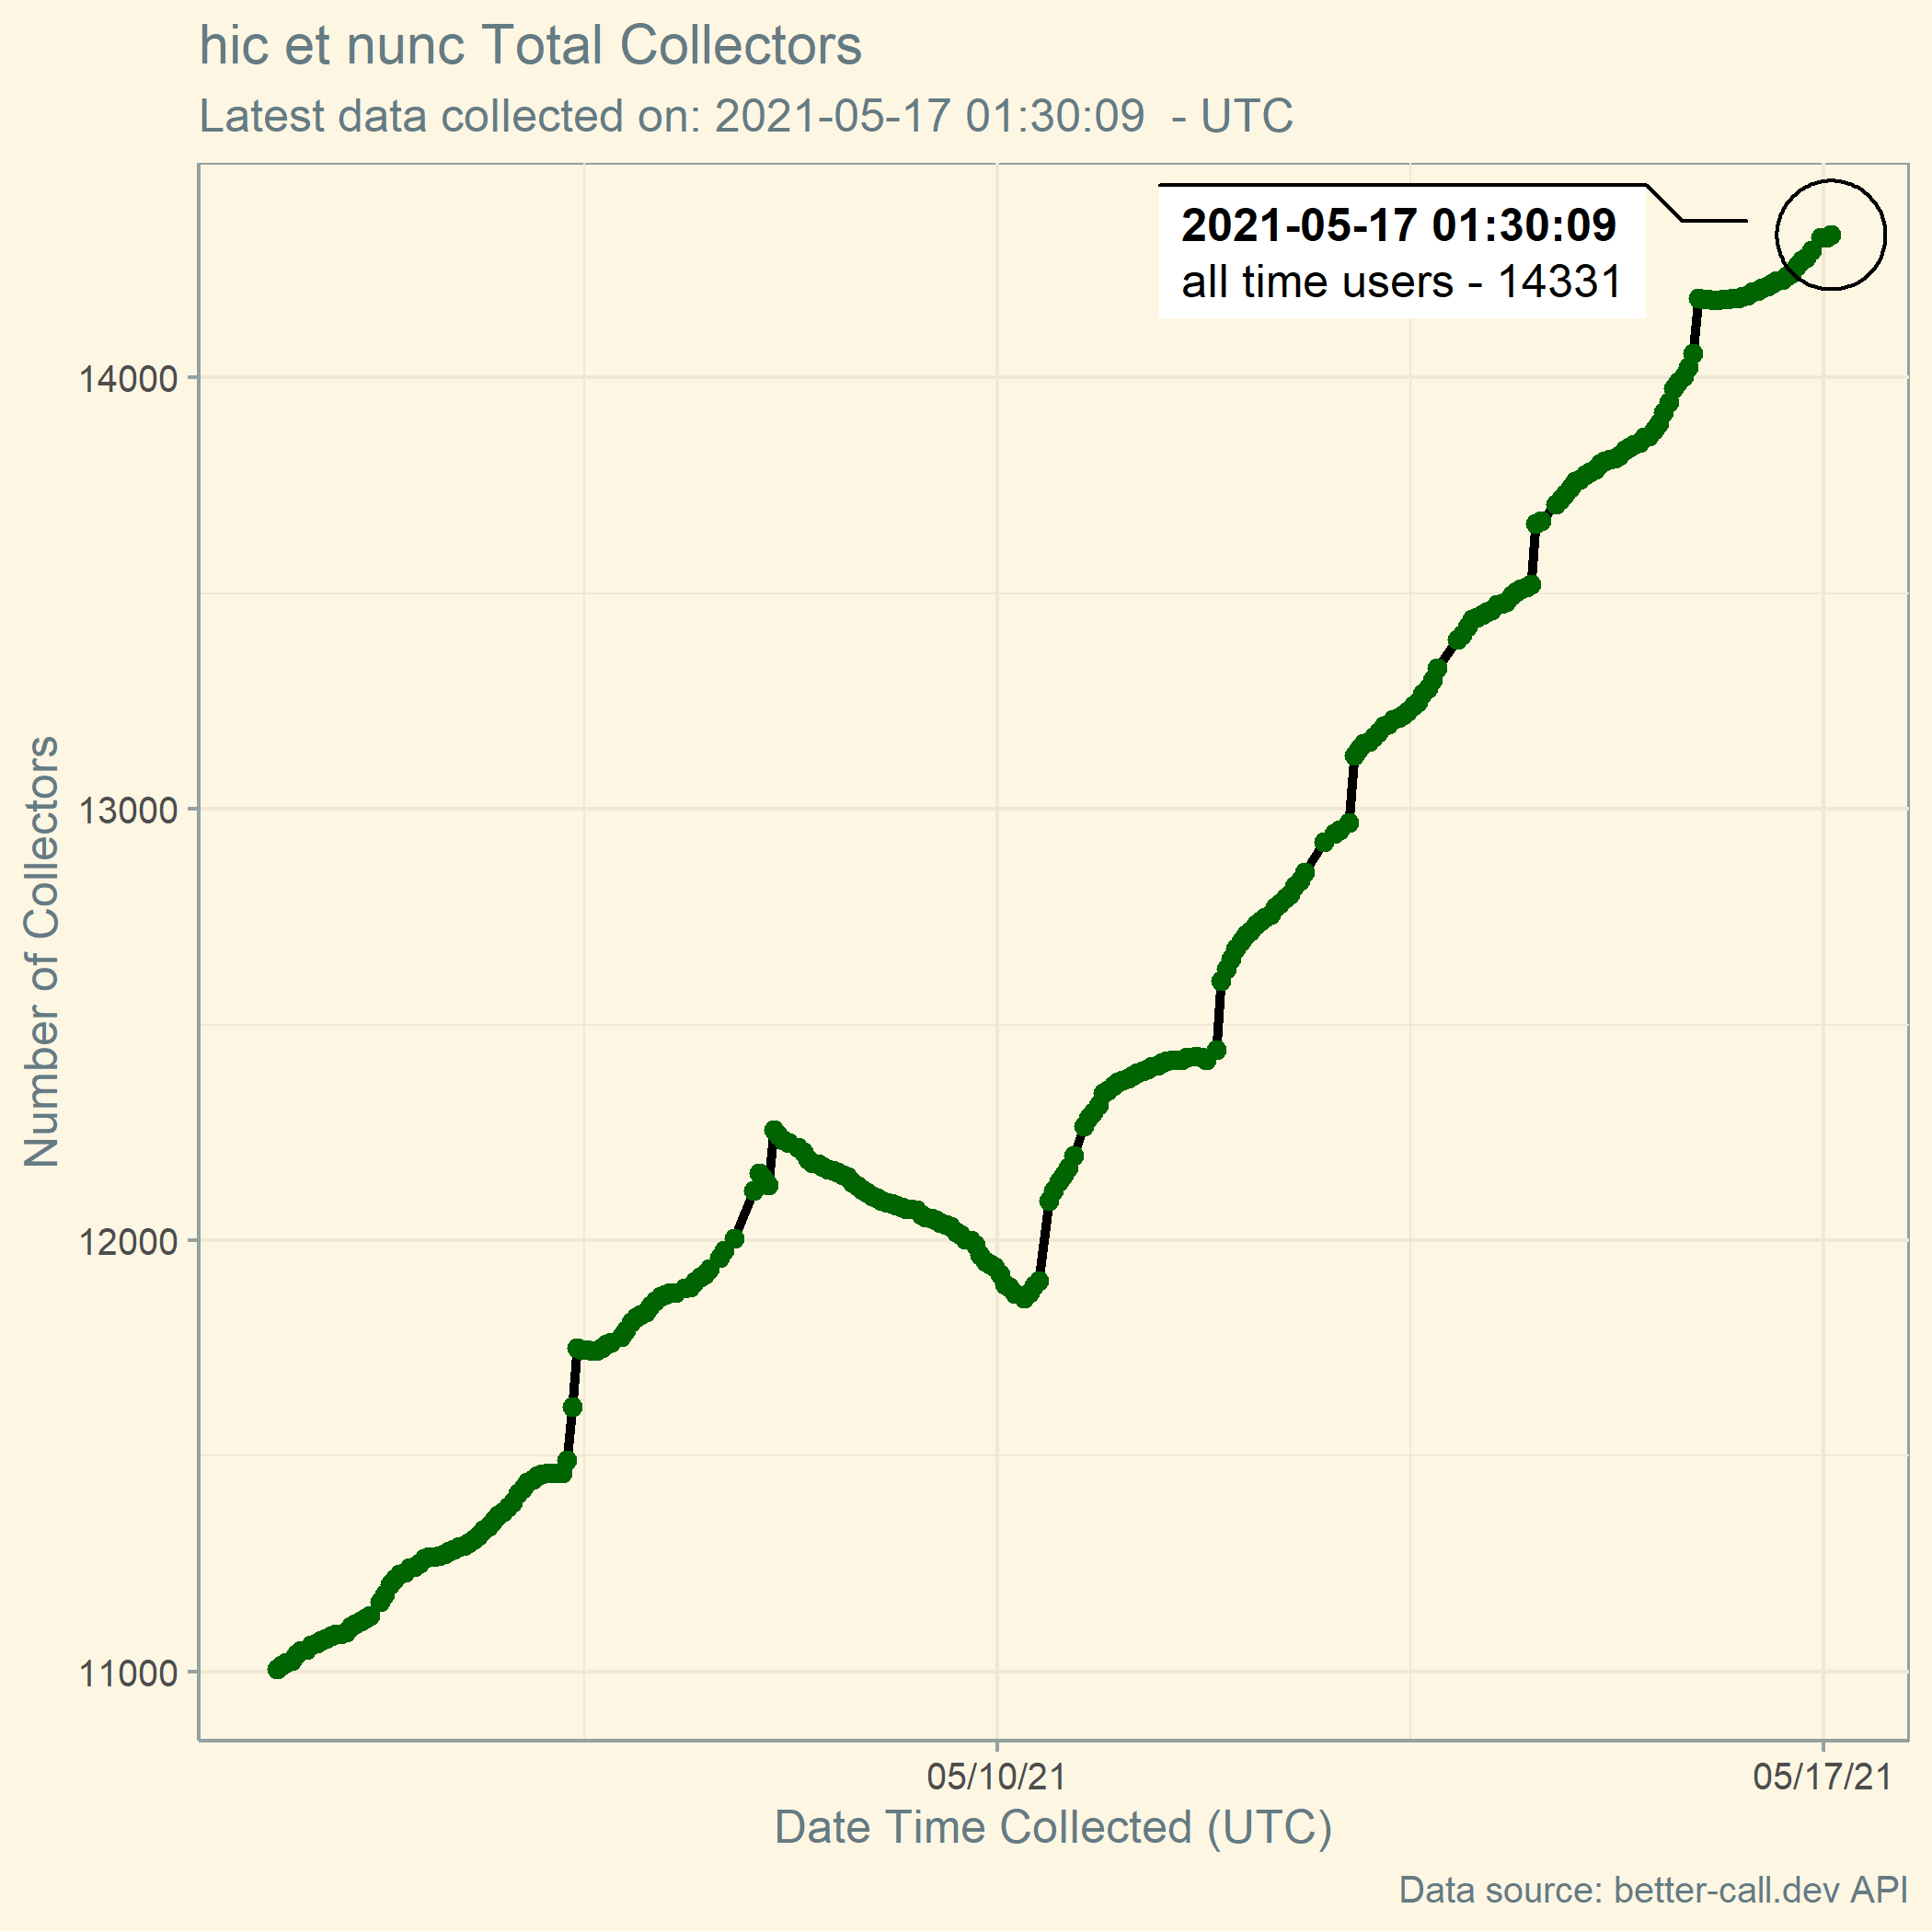 hic et nunc Total Collectors
Latest data collected on: 2021-05-17 01:30:09  - UTC
2021-05-17 01:30:09
all time users - 14331
14000
13000
12000
11000
Number of Collectors
05/10/21
05/17/21
Date Time Collected (UTC)
Data source: better-call.dev API